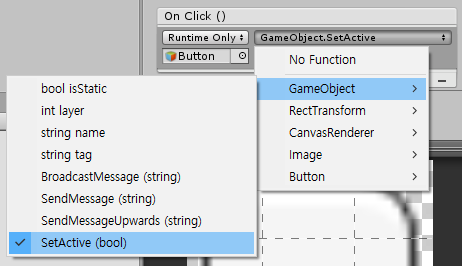 On Click ()
Runtime Only
GameObject.SetActive
Button
No Function
GameObject
RectTransform
CanvasRenderer
Image
Button
bool isStatic
int layer
string name
string tag
BroadcastMessage (string)
SendMessage (string)
SendMessageUpwards (string)
SetActive (bool)